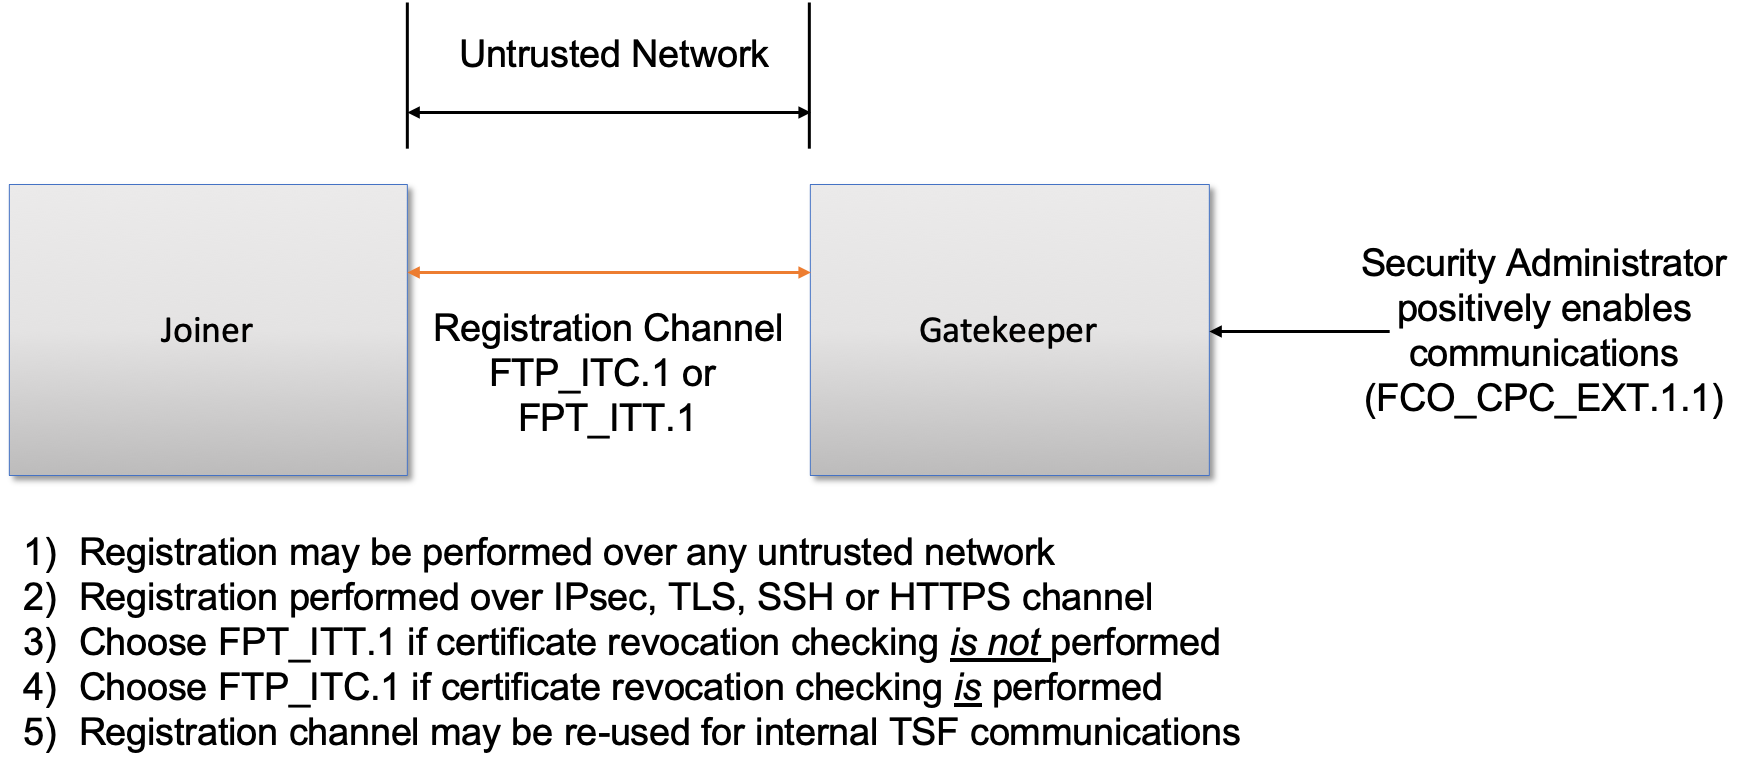 Untrusted Network
Joiner
Registration Channel
FTP_ITC.1 or
FPT_ITT.1
Gatekeeper
Security Administrator
positively enables
communications
(FCO_CPC_EXT.1.1)
1) Registration may be performed over any untrusted network
2) Registration performed over IPsec, TLS, SSH or HTTPS channel
3) Choose FPT_ITT.1 if certificate revocation checking is not performed
4) Choose FTP_ITC.1 if certificate revocation checking is performed
5) Registration channel may be re-used for internal TSF communications